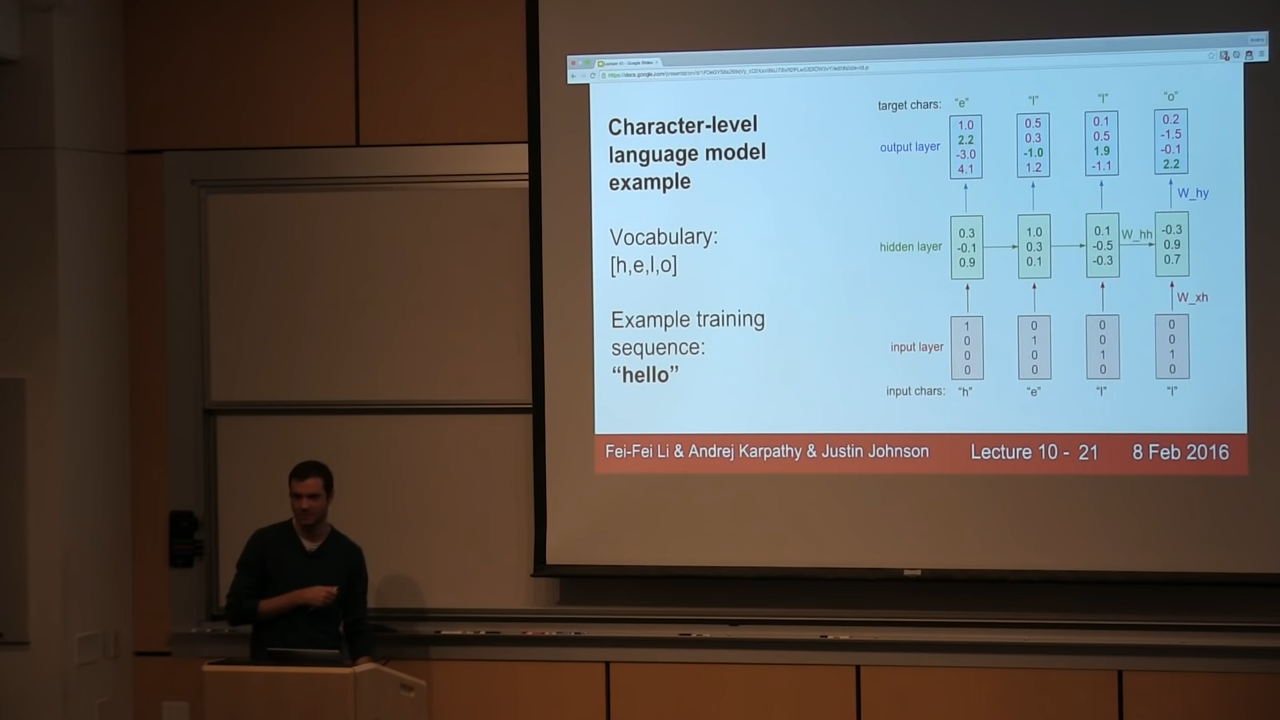 Lecture 10 - Google Slides
Character-level
language model
example
Vocabulary:
[h,e,l,o]
Example training
sequence:
“hello”
target chars: “e” “l” “l” “o”
output layer
1.0 0.5 0.1 0.2
2.2 0.3 0.5 -1.5
-3.0 -1.0 1.9 -0.1
4.1 1.2 -1.1 2.2
W_hy
hidden layer
0.3 1.0 0.1 -0.3
-0.1 0.3 -0.5 0.9
0.9 0.1 -0.3 0.7
W_hh
W_xh
input layer
1 0 0 0
0 1 0 0
0 0 1 1
0 0 0 0
input chars: “h” “e” “l” “l”
Fei-Fei Li & Andrej Karpathy & Justin Johnson Lecture 10 - 21 8 Feb 2016